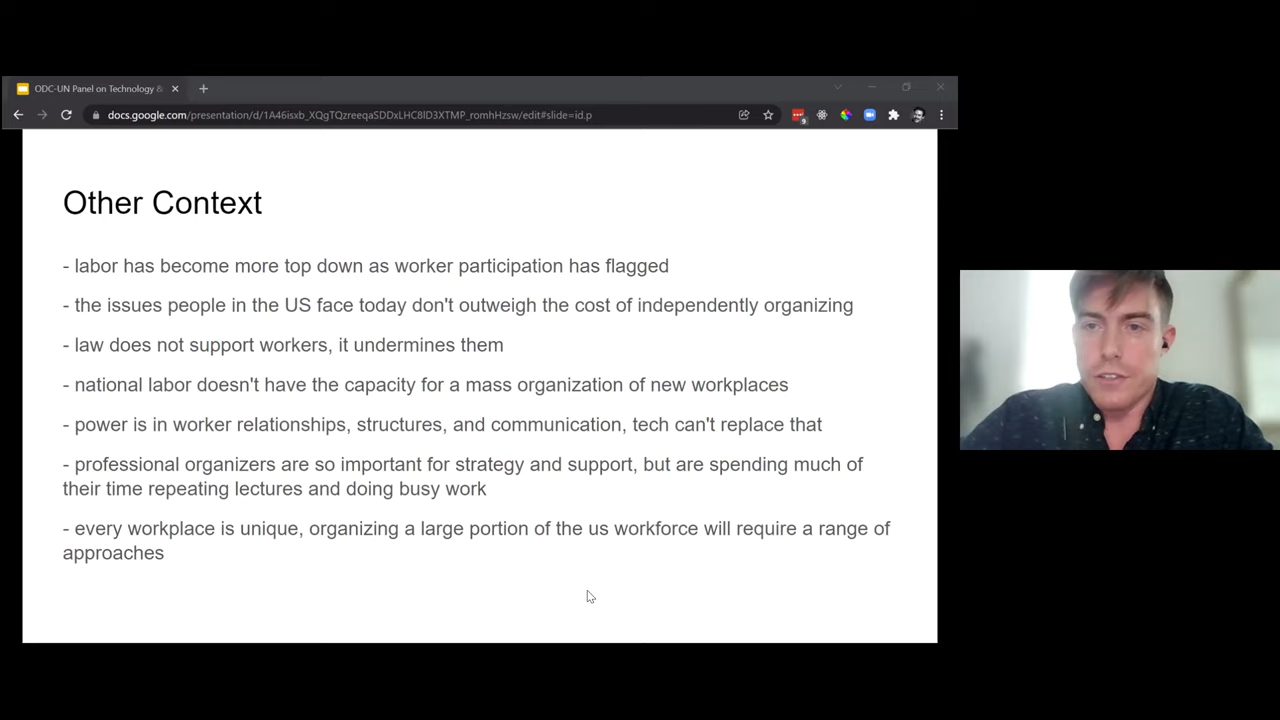 ODC-UN Panel on Technology &
docs.google.com/presentation/d/1A46isxb_XQgTQzreeqaSDDxLHC8lD3XTMP_romhHzsw/edit#slide=id.p
Other Context
- labor has become more top down as worker participation has flagged
- the issues people in the US face today don't outweigh the cost of independently organizing
- law does not support workers, it undermines them
- national labor doesn't have the capacity for a mass organization of new workplaces
- power is in worker relationships, structures, and communication, tech can't replace that
- professional organizers are so important for strategy and support, but are spending much of
their time repeating lectures and doing busy work
- every workplace is unique, organizing a large portion of the us workforce will require a range of
approaches